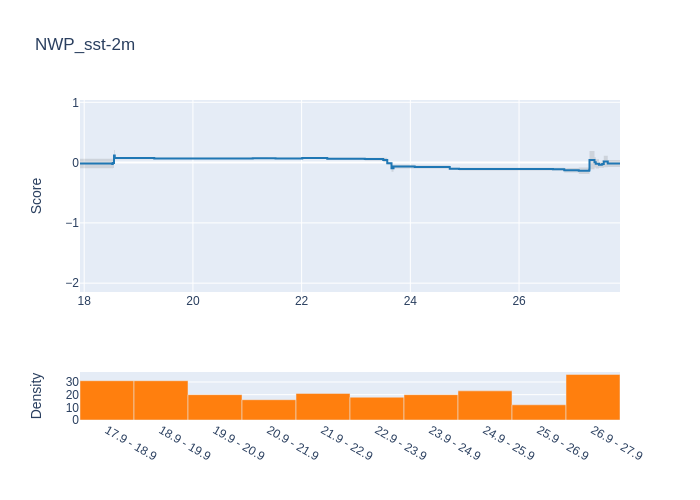 NWP_sst-2m
1
0
−1
−2
Score
18
20
22
24
26
30
20
10
0
Density
17.9 - 18.9
18.9 - 19.9
19.9 - 20.9
20.9 - 21.9
21.9 - 22.9
22.9 - 23.9
23.9 - 24.9
24.9 - 25.9
25.9 - 26.9
26.9 - 27.9